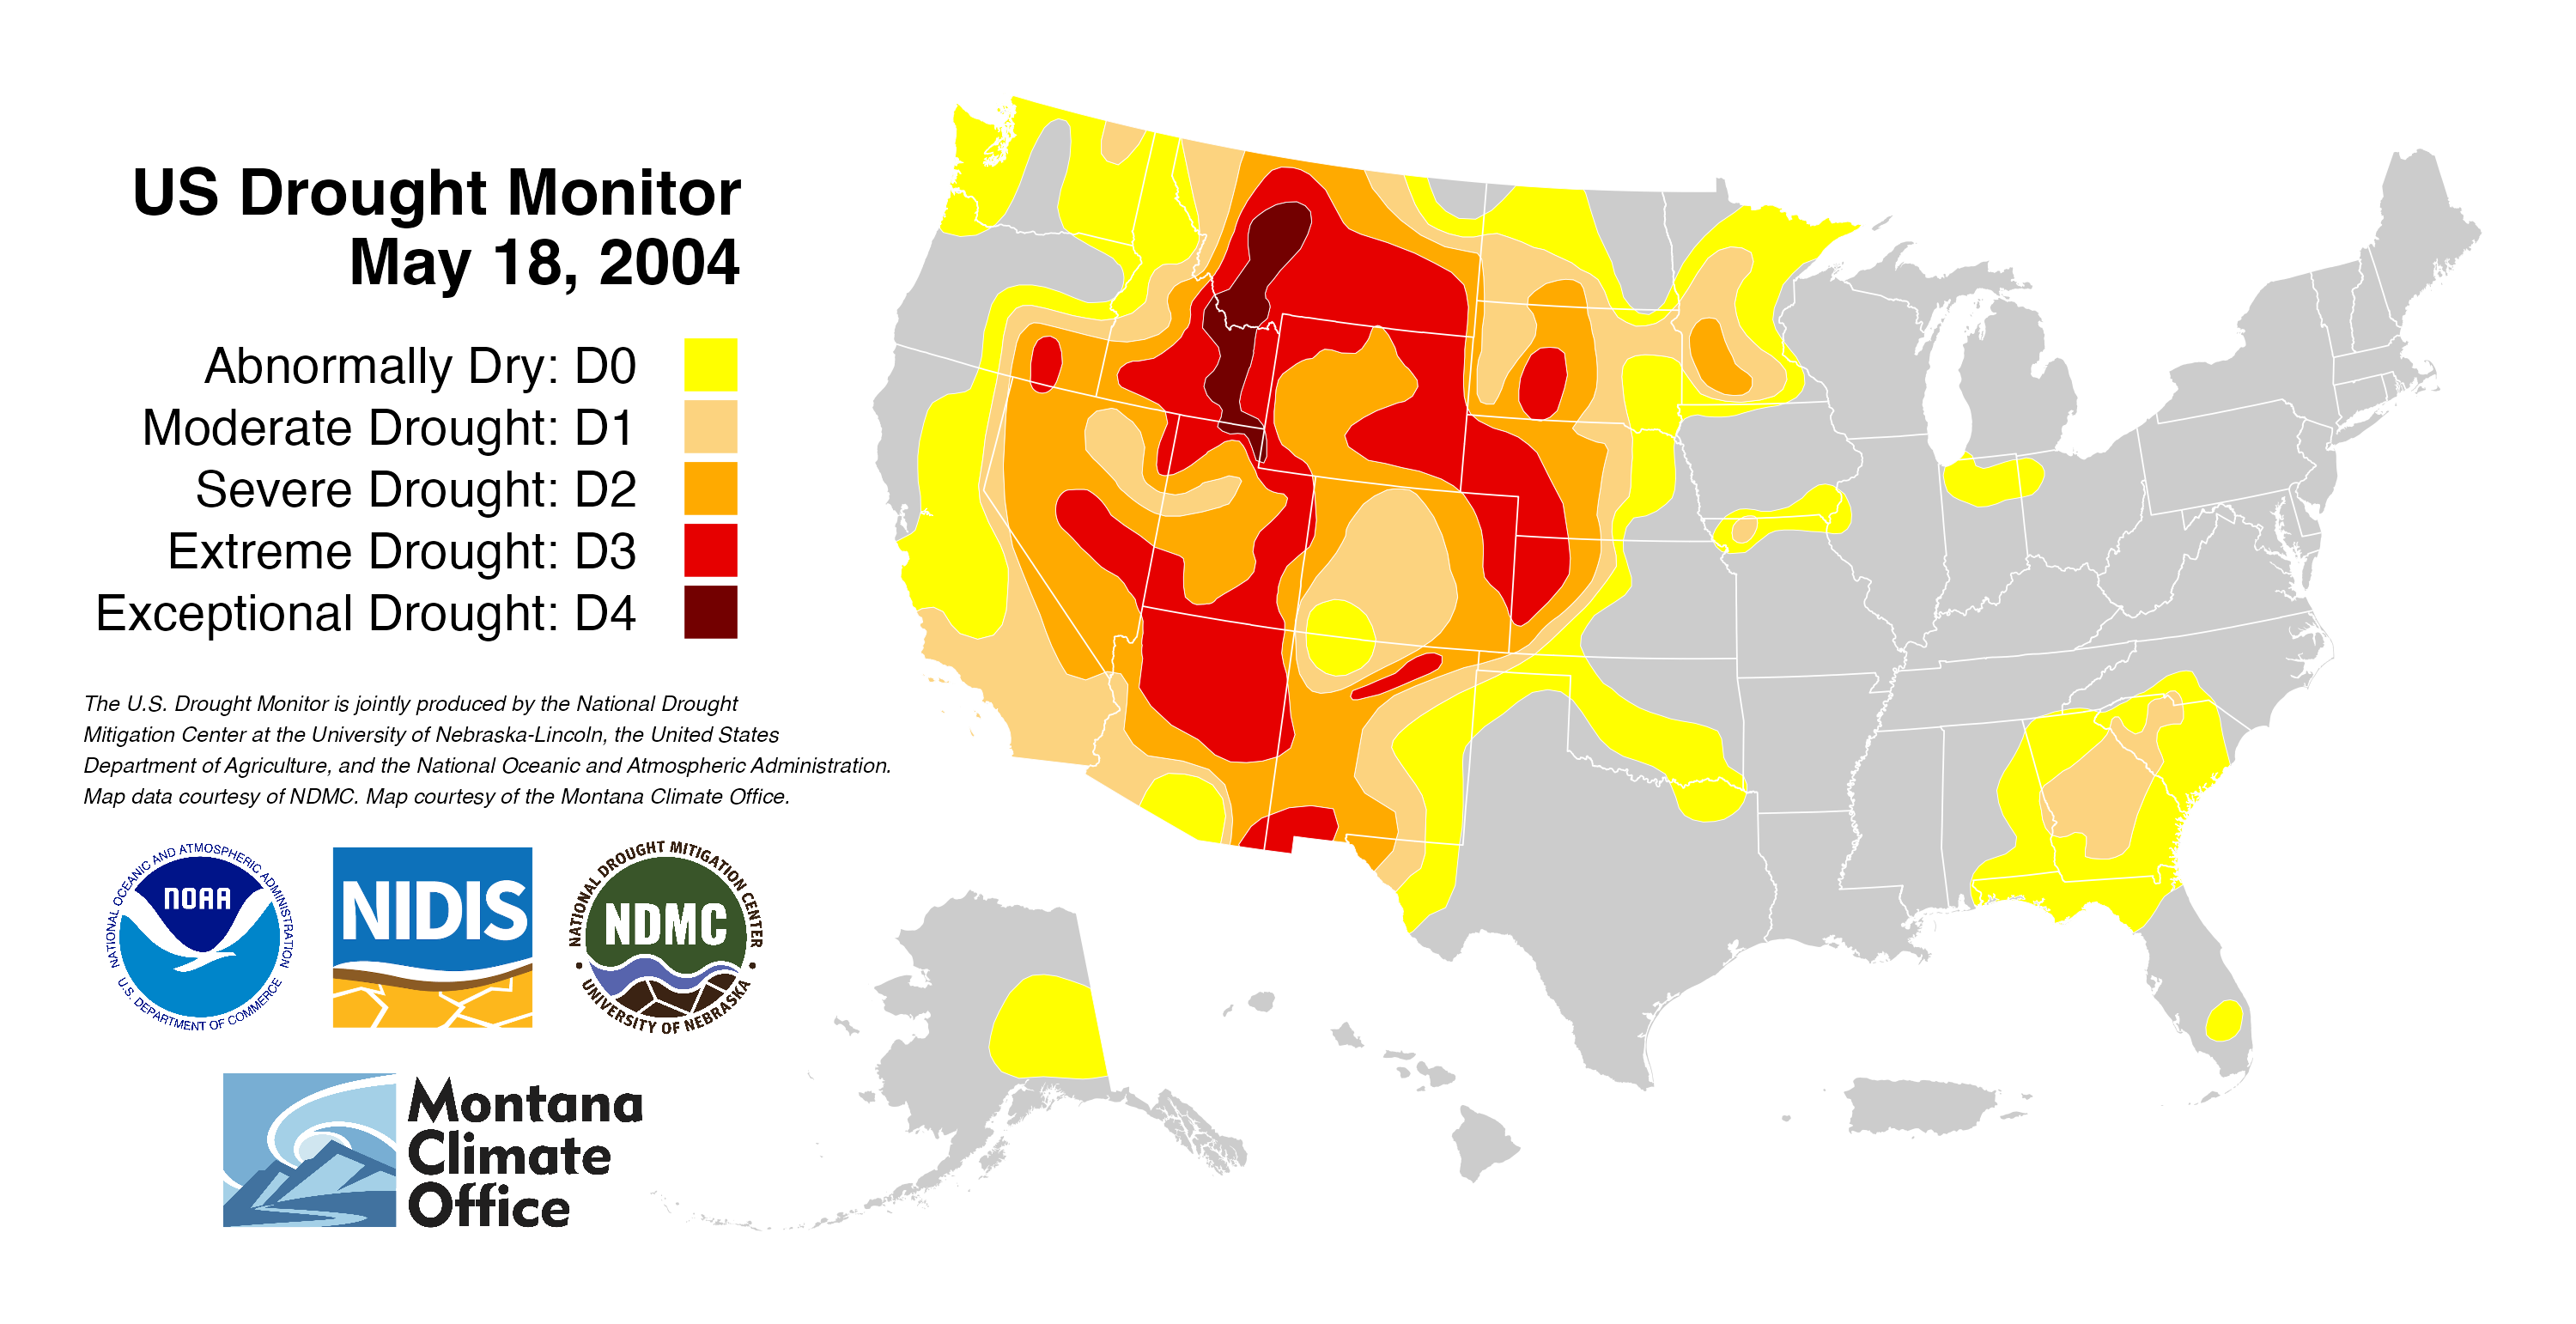 US Drought Monitor
May 18, 2004
Abnormally Dry: D0
Moderate Drought: D1
Severe Drought: D2
Extreme Drought: D3
Exceptional Drought: D4
The U.S. Drought Monitor is jointly produced by the National Drought
Mitigation Center at the University of Nebraska-Lincoln, the United States
Department of Agriculture, and the National Oceanic and Atmospheric Administration.
Map data courtesy of NDMC. Map courtesy of the Montana Climate Office.
NATIONAL OCEANIC AND ATMOSPHERIC ADMINISTRATION
NOAA
U.S. DEPARTMENT OF COMMERCE
NIDIS
NATIONAL DROUGHT MITIGATION CENTER
NDMC
UNIVERSITY OF NEBRASKA
Montana
Climate
Office